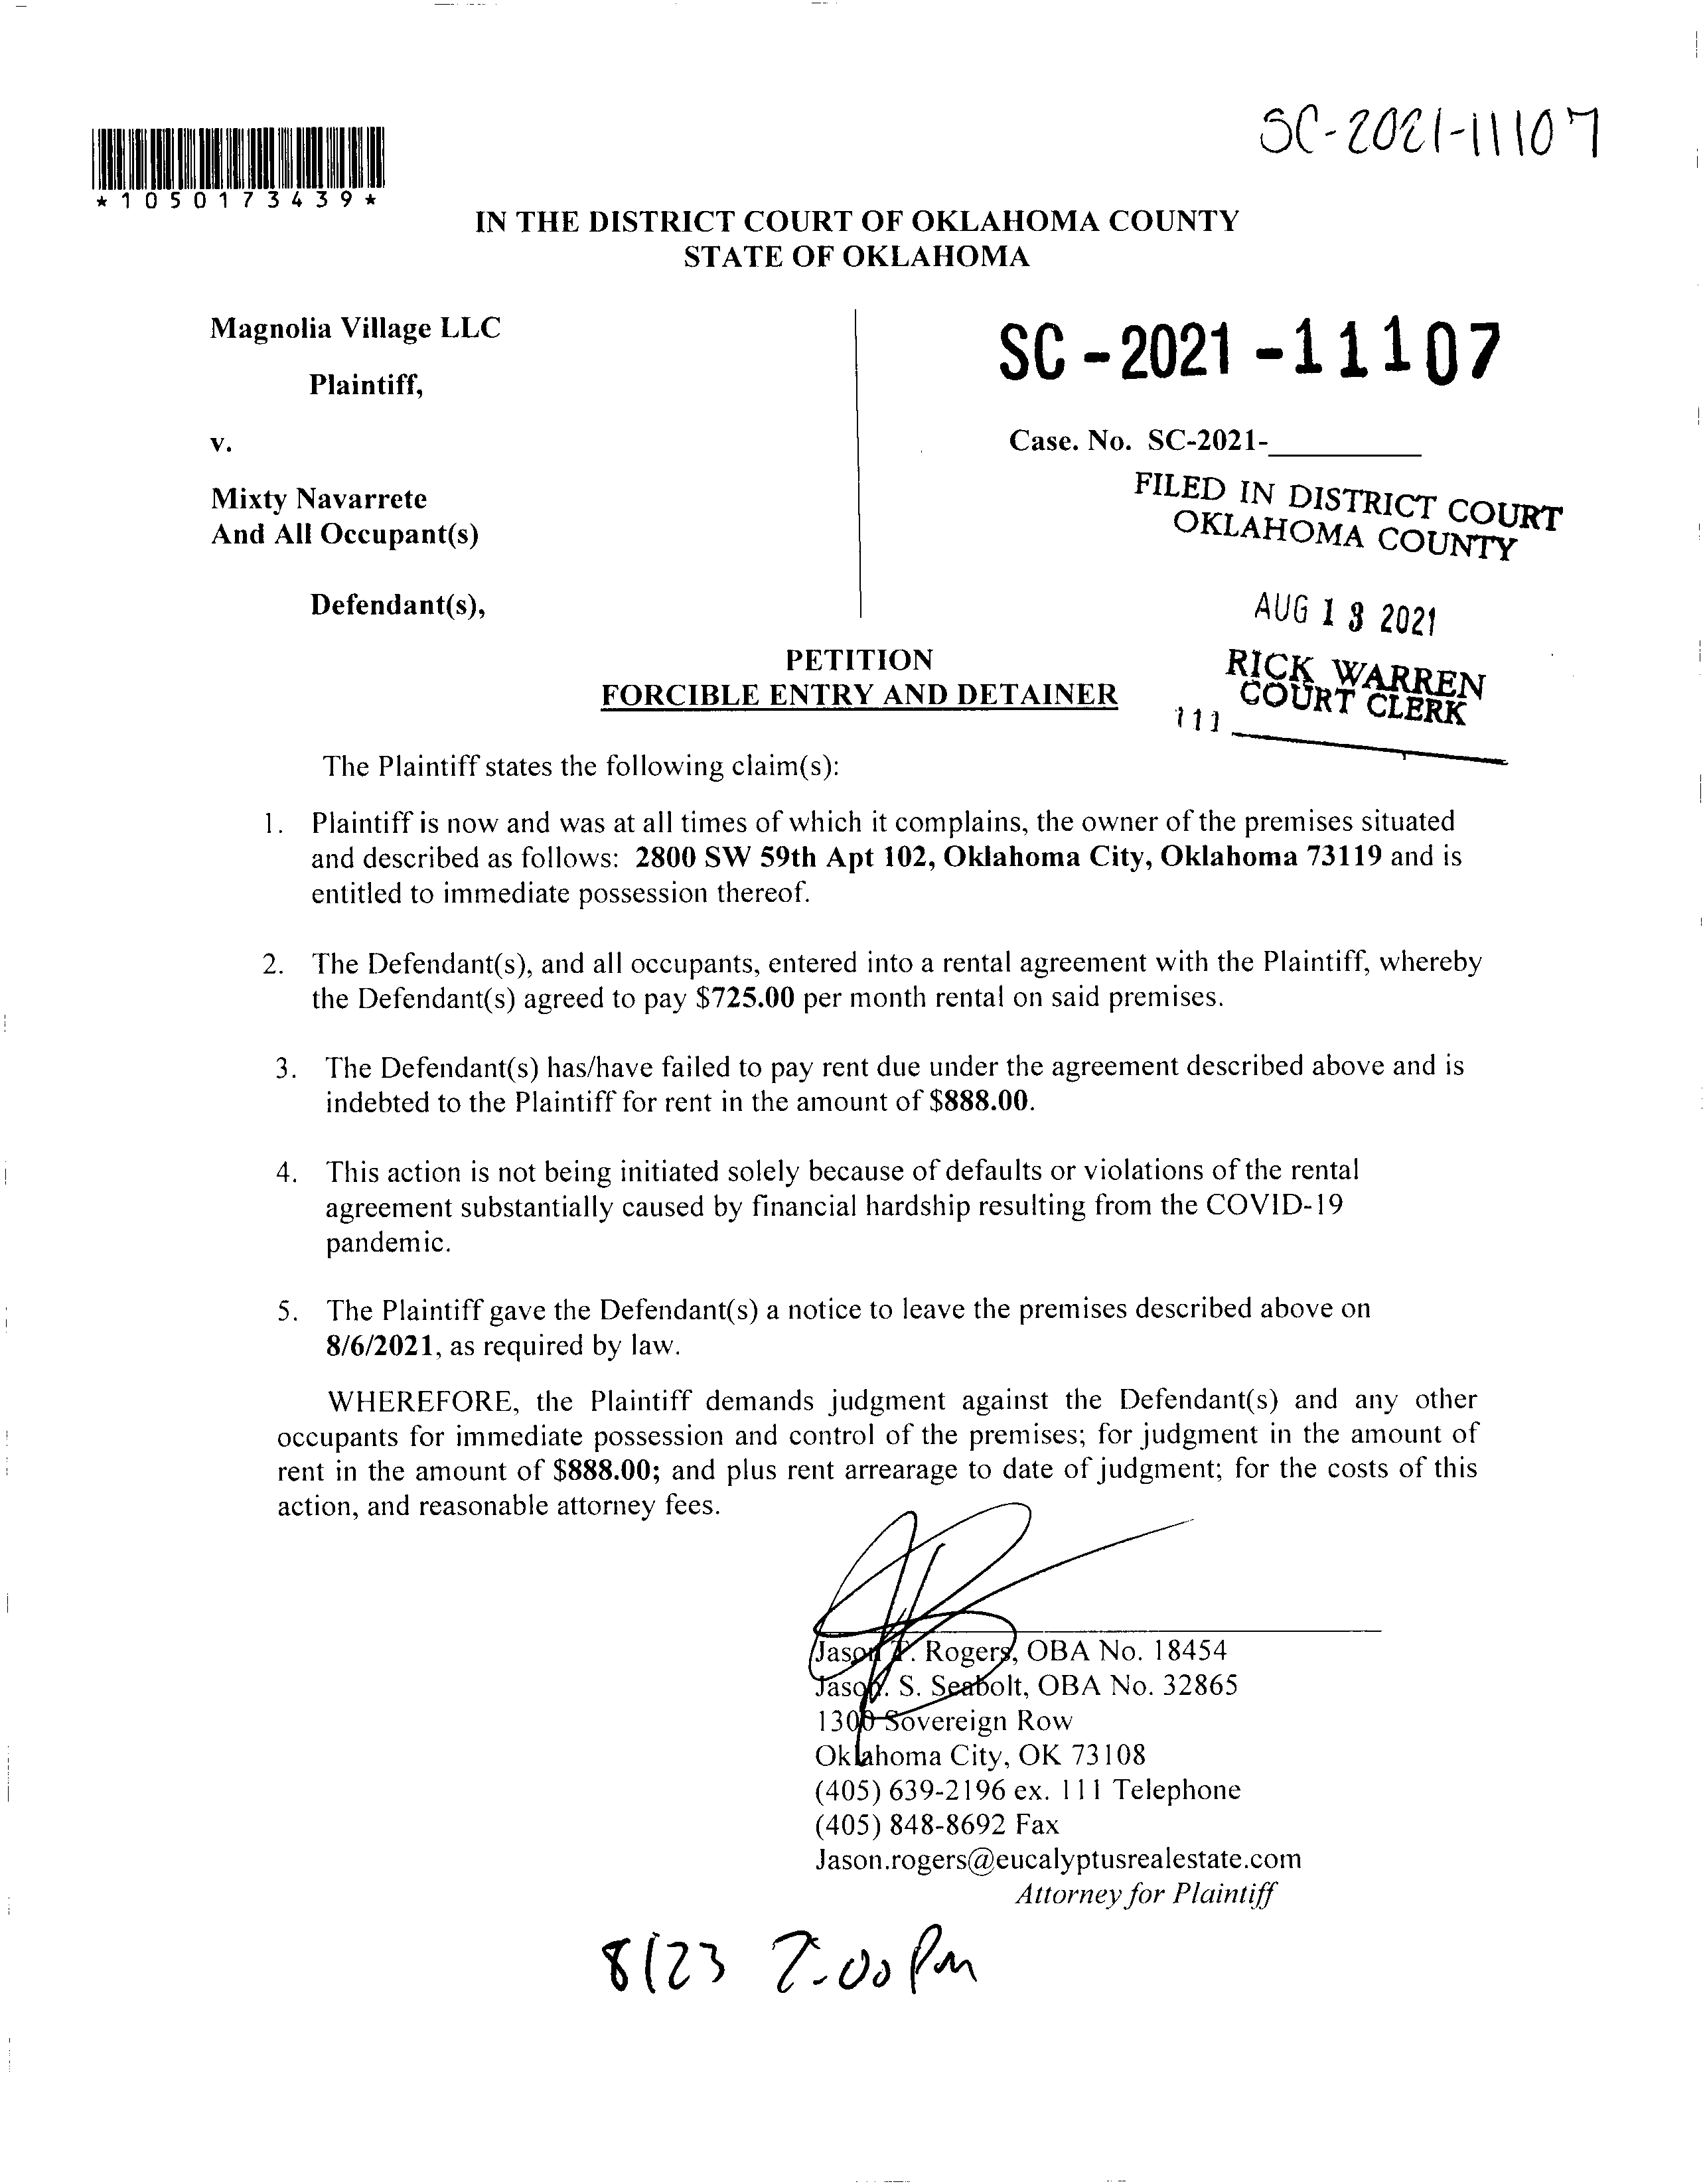 SC-2021-11107
*1050173439*
IN THE DISTRICT COURT OF OKLAHOMA COUNTY
STATE OF OKLAHOMA
Magnolia Village LLC
Plaintiff,
v.
Mixty Navarrete
And All Occupant(s)
Defendant(s),
SC-2021-11107
Case. No. SC-2021-__________
FILED IN DISTRICT COURT
OKLAHOMA COUNTY
AUG 13 2021
RICK WARREN
COURT CLERK
111 __________
PETITION
FORCIBLE ENTRY AND DETAINER
The Plaintiff states the following claim(s):
1. Plaintiff is now and was at all times of which it complains, the owner of the premises situated
and described as follows: 2800 SW 59th Apt 102, Oklahoma City, Oklahoma 73119 and is
entitled to immediate possession thereof.
2. The Defendant(s), and all occupants, entered into a rental agreement with the Plaintiff, whereby
the Defendant(s) agreed to pay $725.00 per month rental on said premises.
3. The Defendant(s) has/have failed to pay rent due under the agreement described above and is
indebted to the Plaintiff for rent in the amount of $888.00.
4. This action is not being initiated solely because of defaults or violations of the rental
agreement substantially caused by financial hardship resulting from the COVID-19
pandemic.
5. The Plaintiff gave the Defendant(s) a notice to leave the premises described above on
8/6/2021, as required by law.
WHEREFORE, the Plaintiff demands judgment against the Defendant(s) and any other
occupants for immediate possession and control of the premises; for judgment in the amount of
rent in the amount of $888.00; and plus rent arrearage to date of judgment; for the costs of this
action, and reasonable attorney fees.
Jason T. Rogers, OBA No. 18454
Jason. S. Seabolt, OBA No. 32865
1300 Sovereign Row
Oklahoma City, OK 73108
(405) 639-2196 ex. 111 Telephone
(405) 848-8692 Fax
Jason.rogers@eucalyptusrealestate.com
Attorney for Plaintiff
8/23 2:00 PM